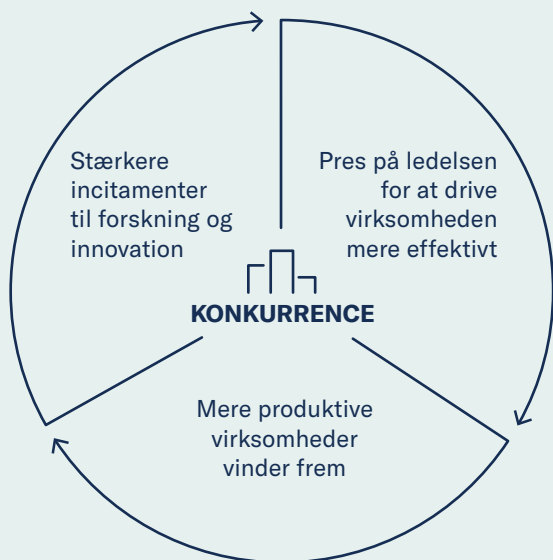 Stærkere
incitamenter
til forskning og
innovation
Pres på ledelsen
for at drive
virksomheden
mere effektivt
KONKURRENCE
Mere produktive
virksomheder
vinder frem